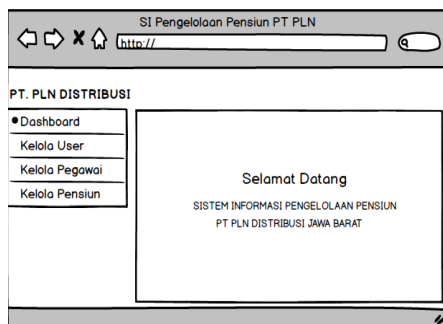 SI Pengelolaan Pensiun PT PLN
http://
PT. PLN DISTRIBUSI
Dashboard
Kelola User
Kelola Pegawai
Kelola Pensiun
Selamat Datang
SISTEM INFORMASI PENGELOLAAN PENSIUN
PT PLN DISTRIBUSI JAWA BARAT